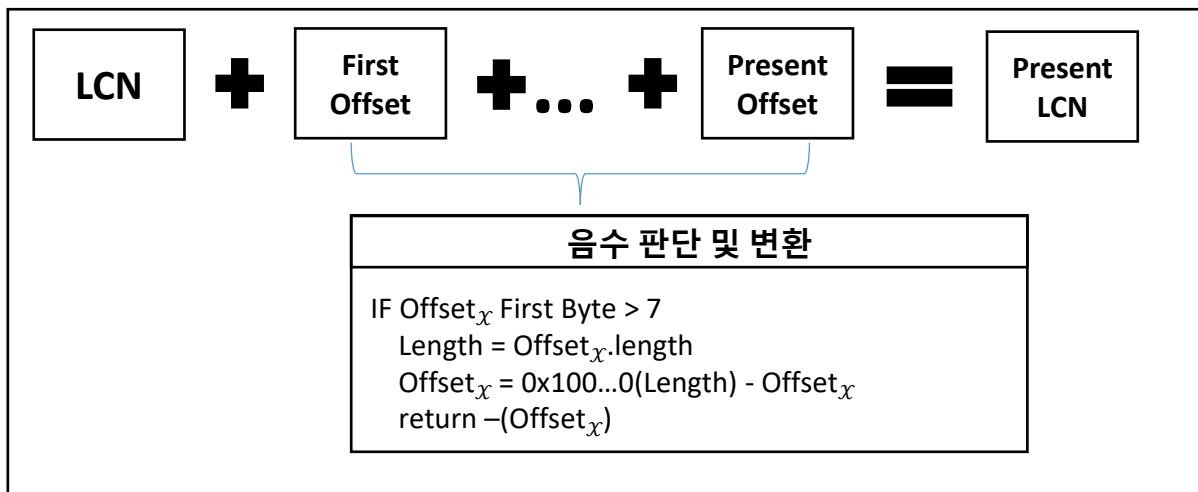 LCN + First Offset +... + Present Offset = Present LCN
음수 판단 및 변환
IF Offsetₓ First Byte > 7
Length = Offsetₓ.length
Offsetₓ = 0x100...0(Length) - Offsetₓ
return –(Offsetₓ)